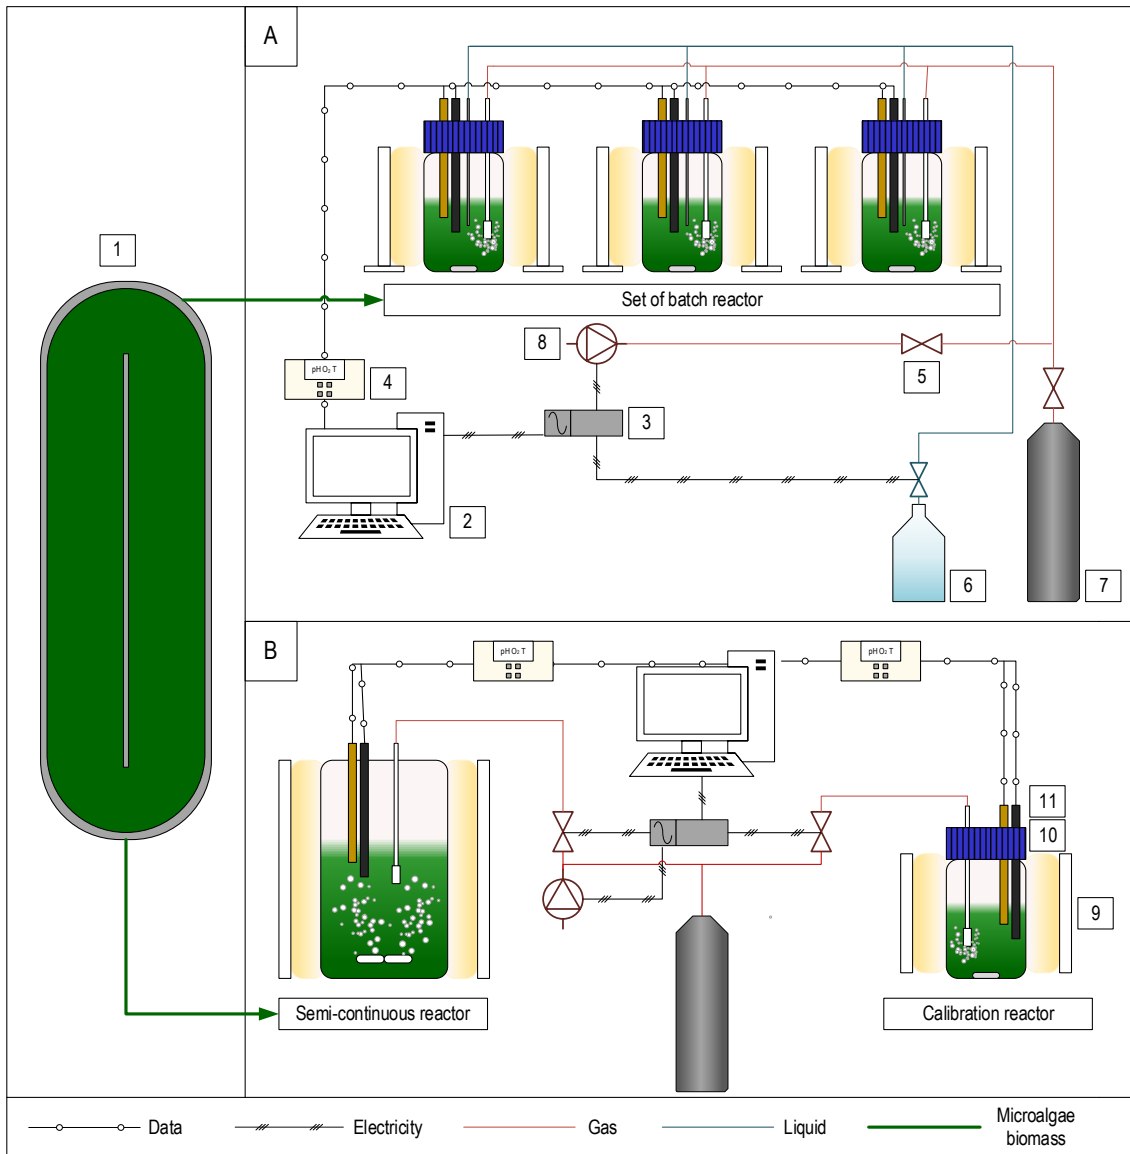 A
1
Set of batch reactor
8
5
pH O₂ T
4
3
2
6
7
B
pH O₂ T
pH O₂ T
11
10
9
Semi-continuous reactor
Calibration reactor
Data
Electricity
Gas
Liquid
Microalgae
biomass